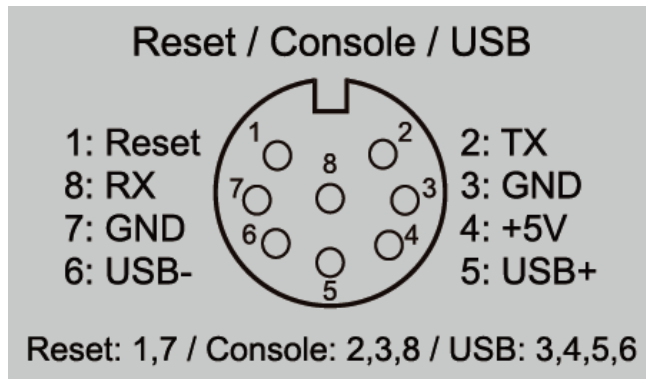 Reset / Console / USB
1: Reset
8: RX
7: GND
6: USB-
1
2
8
7
3
6
4
5
2: TX
3: GND
4: +5V
5: USB+
Reset: 1,7 / Console: 2,3,8 / USB: 3,4,5,6